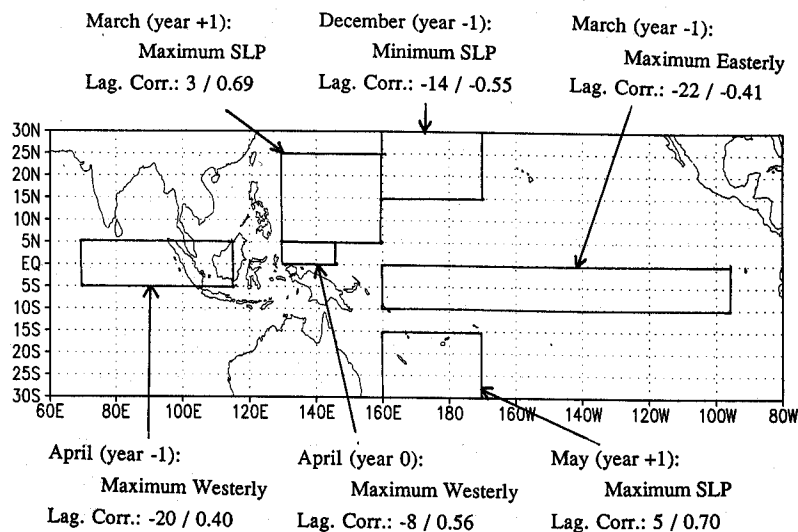 March (year +1):
Maximum SLP
Lag. Corr.: 3 / 0.69
December (year -1):
Minimum SLP
Lag. Corr.: -14 / -0.55
March (year -1):
Maximum Easterly
Lag. Corr.: -22 / -0.41
30N
25N
20N
15N
10N
5N
EQ
5S
10S
15S
20S
25S
30S
60E 80E 100E 120E 140E 160E 180 160W 140W 120W 100W 80W
April (year -1):
Maximum Westerly
Lag. Corr.: -20 / 0.40
April (year 0):
Maximum Westerly
Lag. Corr.: -8 / 0.56
May (year +1):
Maximum SLP
Lag. Corr.: 5 / 0.70